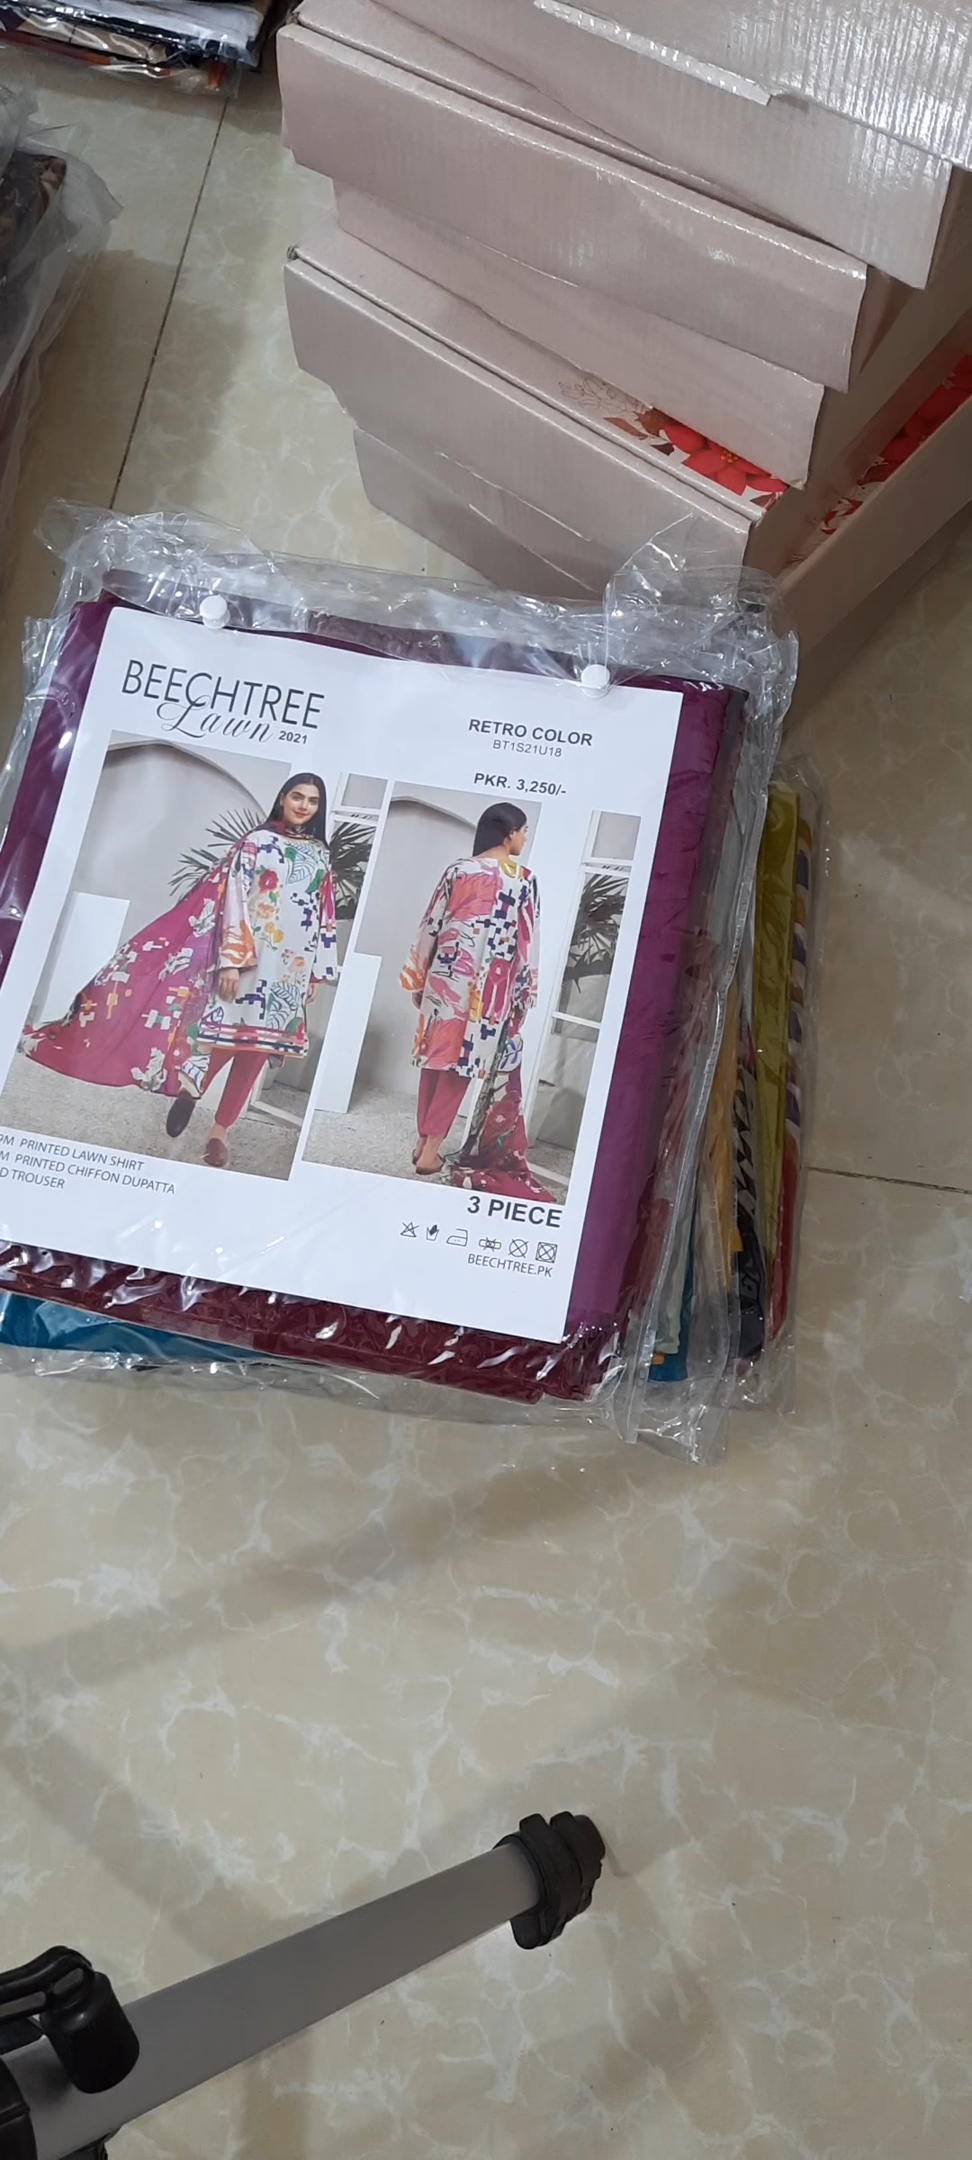 BEECHTREE
Lawn 2021
RETRO COLOR
BT1S21U18
PKR. 3,250/-
PRINTED LAWN SHIRT
M PRINTED CHIFFON DUPATTA
TROUSER
3 PIECE
BEECHTREE.PK